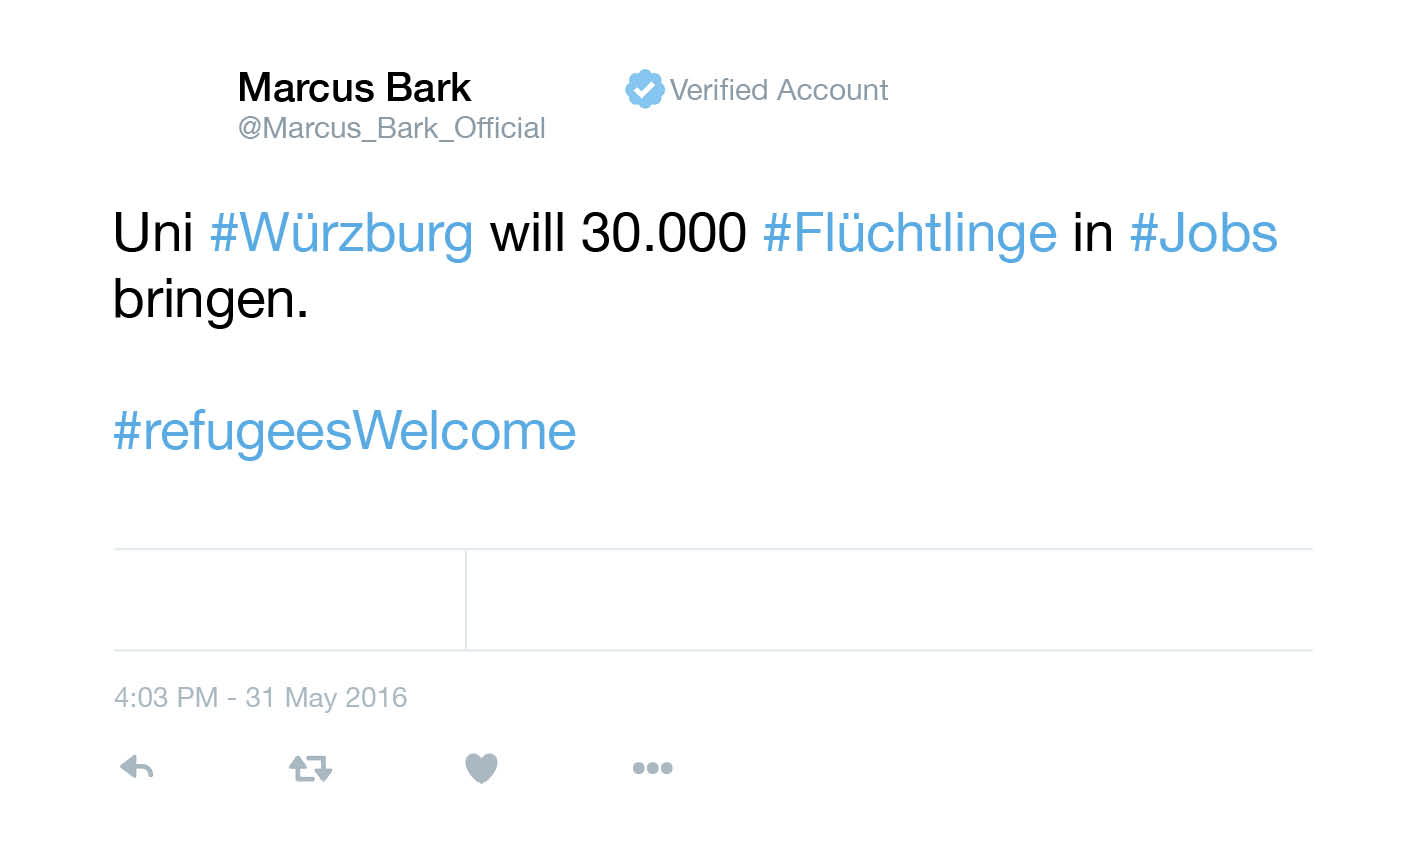 Marcus Bark
Verified Account
@Marcus_Bark_Official
Uni #Würzburg will 30.000 #Flüchtlinge in #Jobs
bringen.
#refugeesWelcome
4:03 PM - 31 May 2016